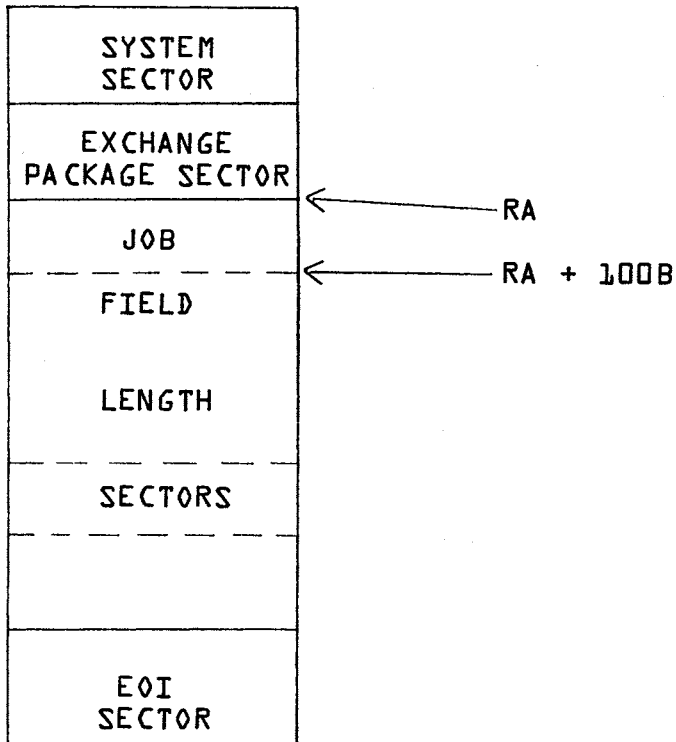 SYSTEM
SECTOR
EXCHANGE
PACKAGE SECTOR
RA
JOB
RA + 100B
FIELD
LENGTH
SECTORS
EOI
SECTOR